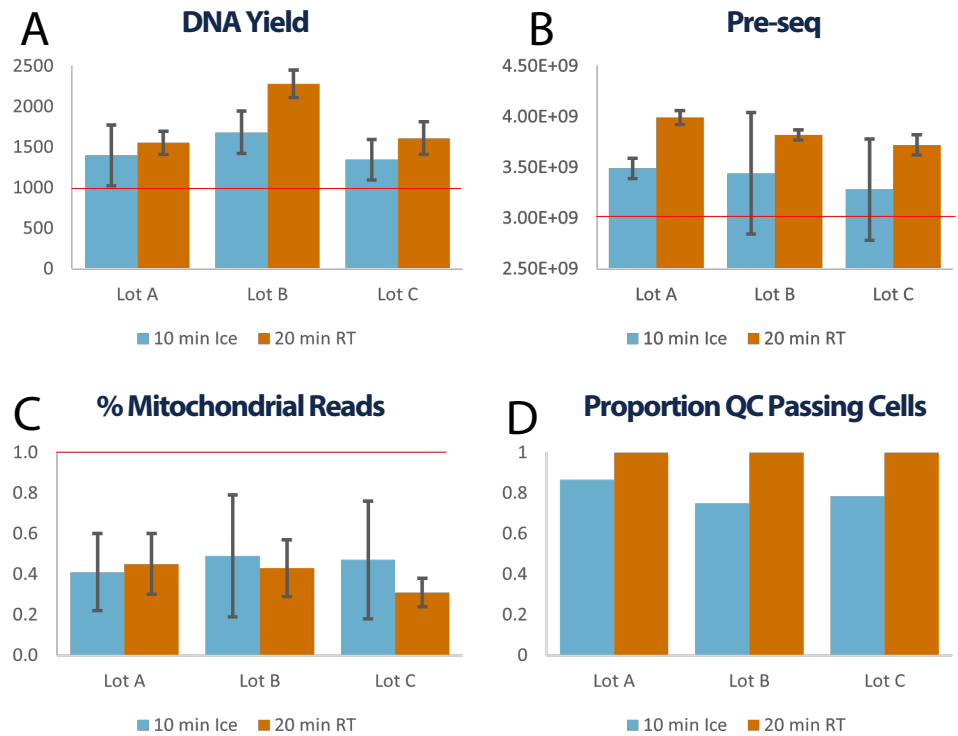 A
DNA Yield
2500
2000
1500
1000
500
0
Lot A Lot B Lot C
10 min Ice 20 min RT
B
Pre-seq
4.50E+09
4.00E+09
3.50E+09
3.00E+09
2.50E+09
Lot A Lot B Lot C
10 min Ice 20 min RT
C
% Mitochondrial Reads
1.0
0.8
0.6
0.4
0.2
0.0
Lot A Lot B Lot C
10 min Ice 20 min RT
D
Proportion QC Passing Cells
1
0.8
0.6
0.4
0.2
0
Lot A Lot B Lot C
10 min Ice 20 min RT